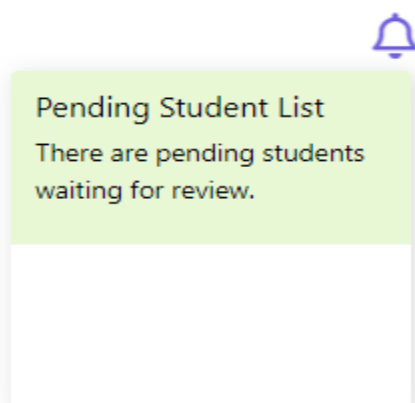 Pending Student List
There are pending students
waiting for review.